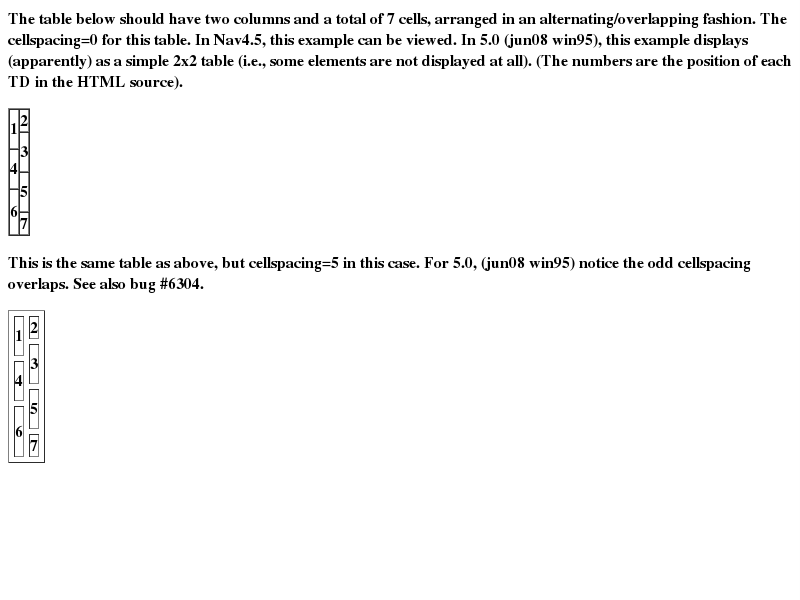 The table below should have two columns and a total of 7 cells, arranged in an alternating/overlapping fashion. The
cellspacing=0 for this table. In Nav4.5, this example can be viewed. In 5.0 (jun08 win95), this example displays
(apparently) as a simple 2x2 table (i.e., some elements are not displayed at all). (The numbers are the position of each
TD in the HTML source).
1
2
3
4
5
6
7
This is the same table as above, but cellspacing=5 in this case. For 5.0, (jun08 win95) notice the odd cellspacing
overlaps. See also bug #6304.
1
2
3
4
5
6
7